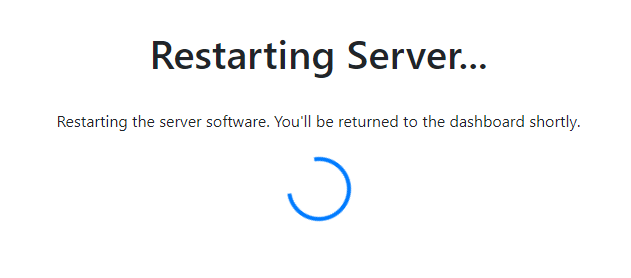 Restarting Server...
Restarting the server software. You'll be returned to the dashboard shortly.